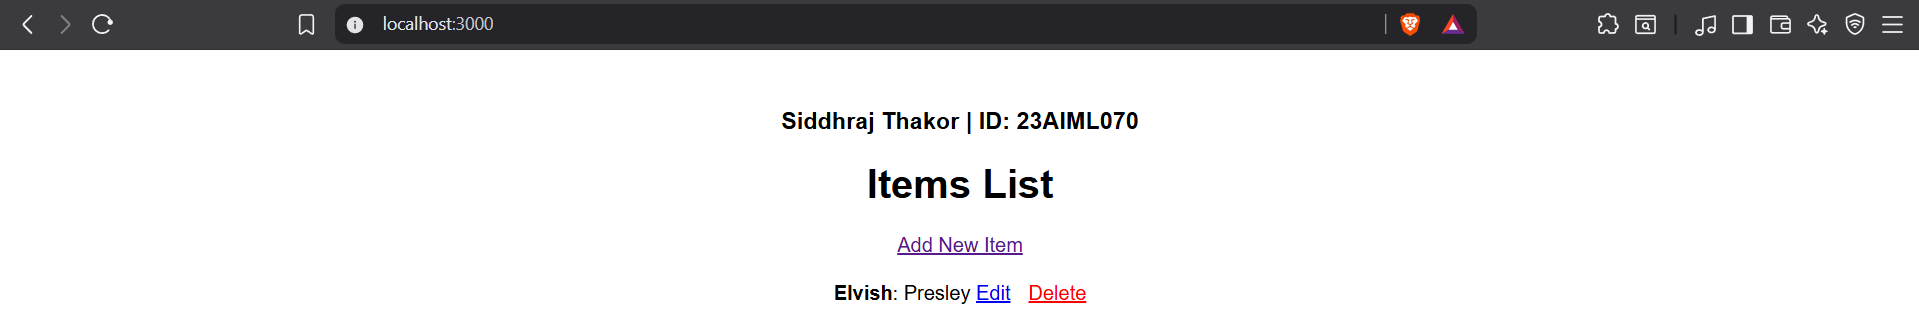 localhost:3000
Siddhraj Thakor | ID: 23AIML070
Items List
Add New Item
Elvish: Presley Edit Delete